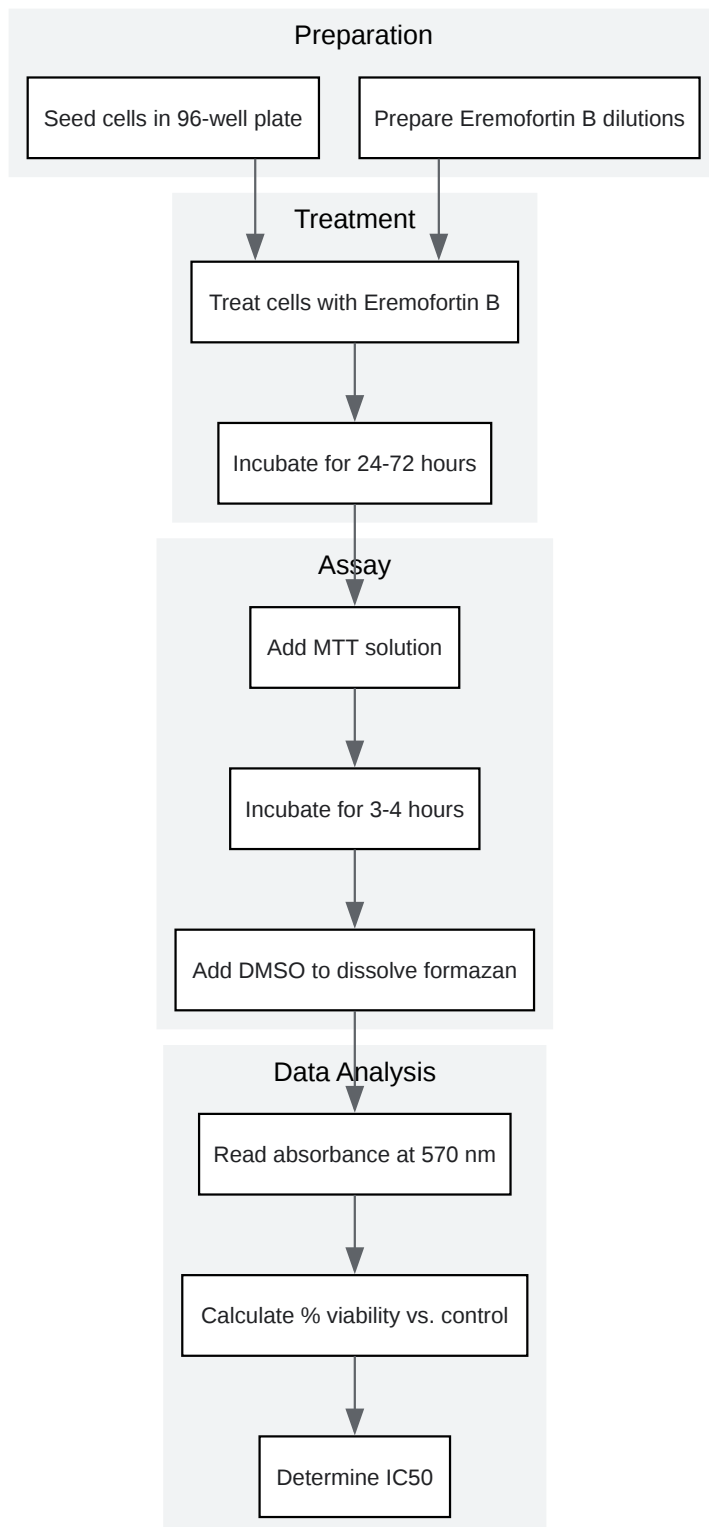 Preparation
Seed cells in 96-well plate
Prepare Eremofortin B dilutions
Treatment
Treat cells with Eremofortin B
Incubate for 24-72 hours
Assay
Add MTT solution
Incubate for 3-4 hours
Add DMSO to dissolve formazan
Data Analysis
Read absorbance at 570 nm
Calculate % viability vs. control
Determine IC50